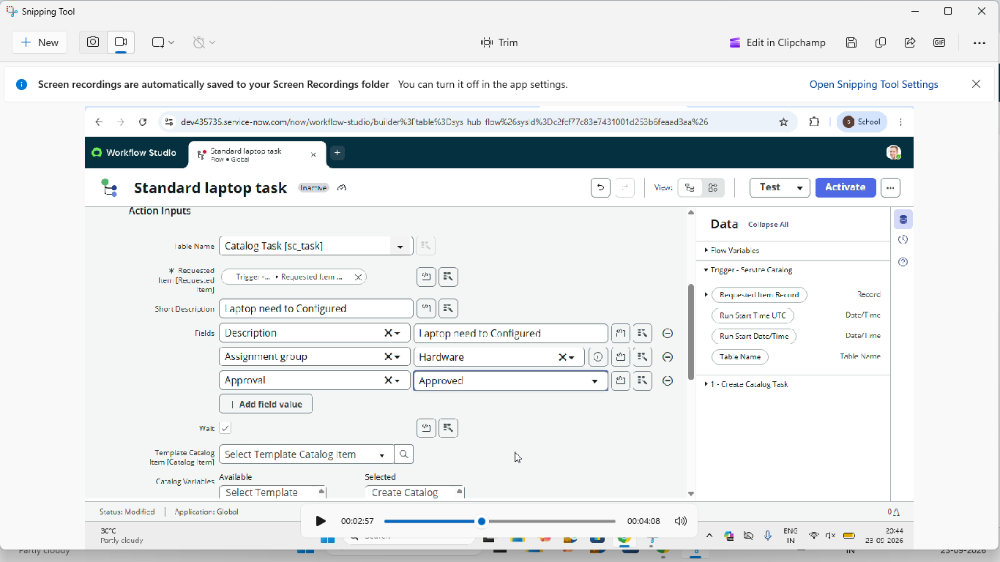 Snipping Tool
New
Trim
Edit in Clipchamp
GIF
Screen recordings are automatically saved to your Screen Recordings folder You can turn it off in the app settings.
Open Snipping Tool Settings
dev435735.service-now.com/now/workflow-studio/builder%3Ftable%3Dsys_hub_flow%26sysid%3Dc2fcf77c83e7431001d253b6feaad3aa%26
S School
Workflow Studio
Standard laptop task
Flow • Global
Standard laptop task Inactive
View:
Test
Activate
Action Inputs
Table Name
Catalog Task [sc_task]
Requested Item [Requested Item]
Trigger -... ▸ Requested Item ...
Short Description
Laptop need to Configured
Fields
Description
Laptop need to Configured
Assignment group
Hardware
Approval
Approved
Add field value
Wait
Template Catalog Item [Catalog Item]
Select Template Catalog Item
Catalog Variables
Available
Selected
Select Template
Create Catalog
Data Collapse All
Flow Variables
Trigger - Service Catalog
Requested Item Record
Record
Run Start Time UTC
Date/Time
Run Start Date/Time
Date/Time
Table Name
Table Name
1 - Create Catalog Task
Status: Modified
Application: Global
0
00:02:57
00:04:08
30°C
Partly cloudy
ENG
IN
20:44
23-09-2026
Partly cloudy
IN
23-09-2026